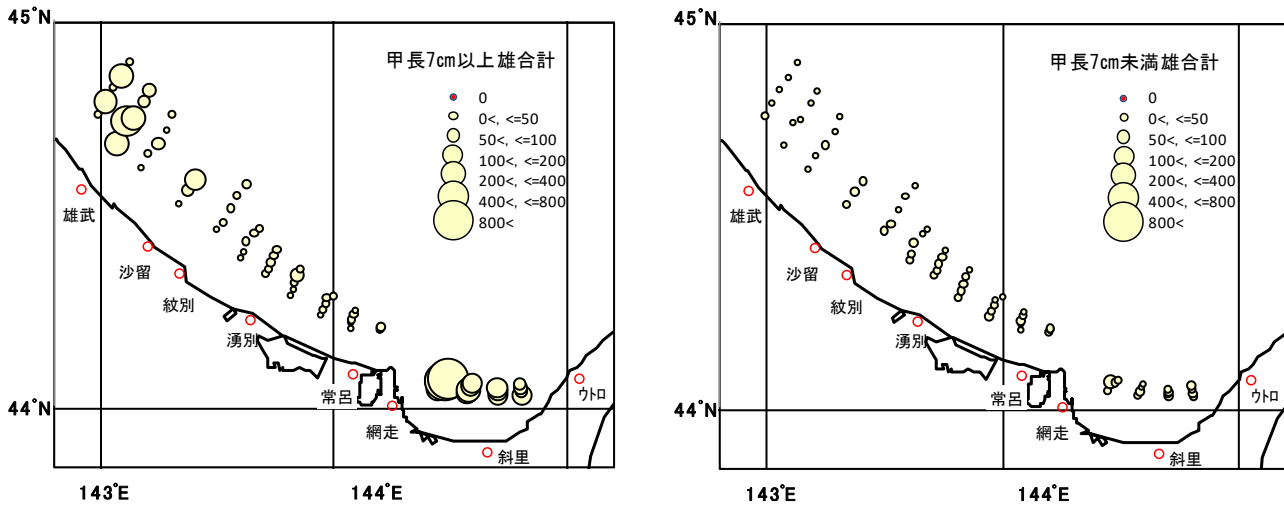 45°N
甲長7cm以上雄合計
0
0<, <=50
50<, <=100
100<, <=200
200<, <=400
400<, <=800
800<
雄武
沙留
紋別
湧別
常呂
網走
斜里
ウトロ
44°N
143°E
144°E
45°N
甲長7cm未満雄合計
0
0<, <=50
50<, <=100
100<, <=200
200<, <=400
400<, <=800
800<
雄武
沙留
紋別
湧別
常呂
網走
斜里
ウトロ
44°N
143°E
144°E